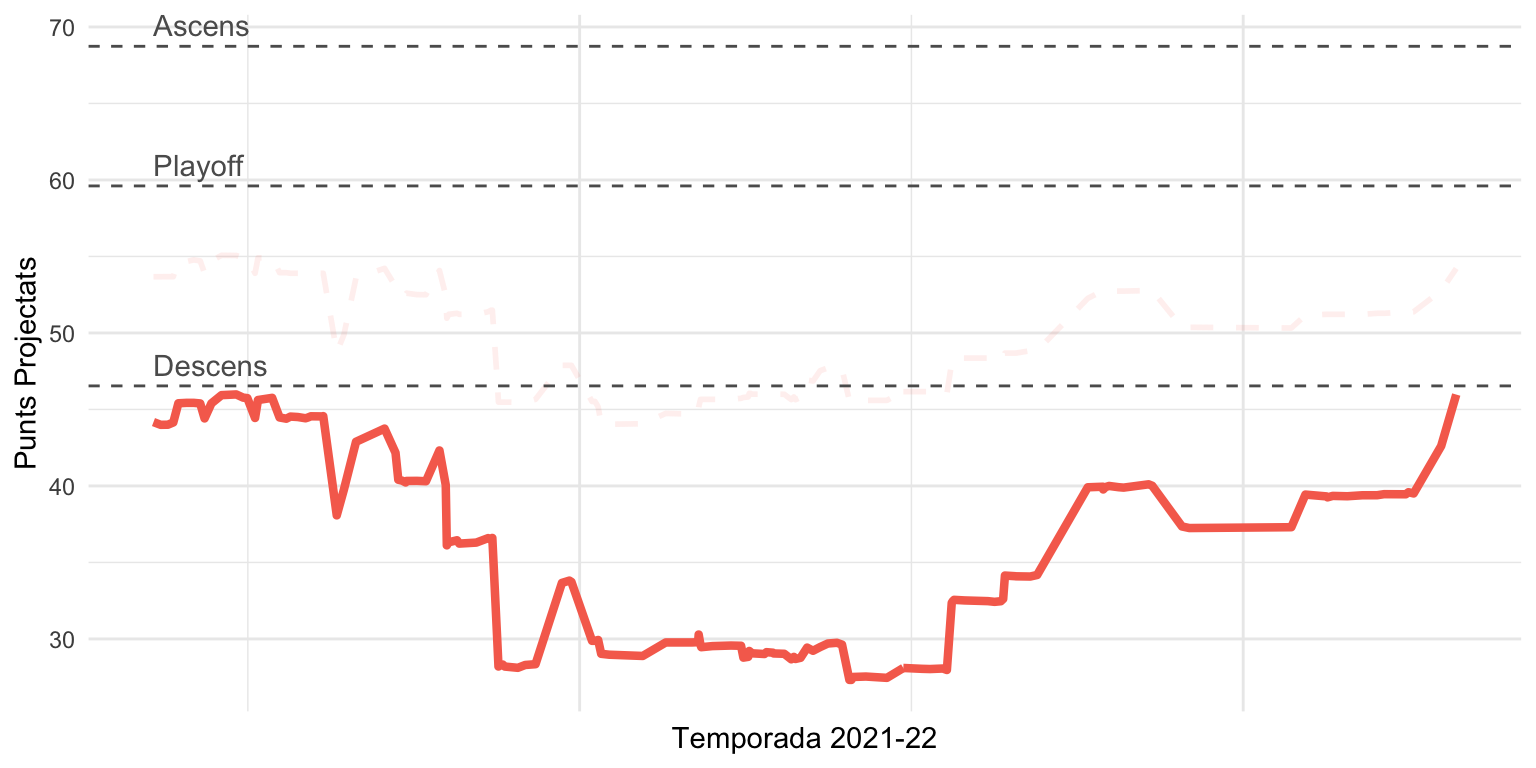 70
Ascens
Playoff
60
50
Descens
40
30
Punts Projectats
Temporada 2021-22